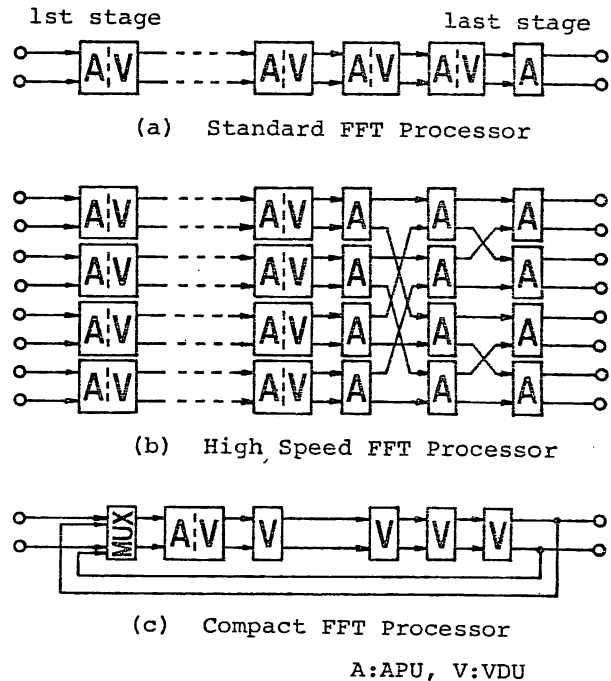 1st stage last stage
A V A V A V A V A
(a) Standard FFT Processor
A V A V A A A
A V A V A A A
A V A V A A A
A V A V A A A
(b) High Speed FFT Processor
MUX A V V V V V
(c) Compact FFT Processor
A:APU, V:VDU